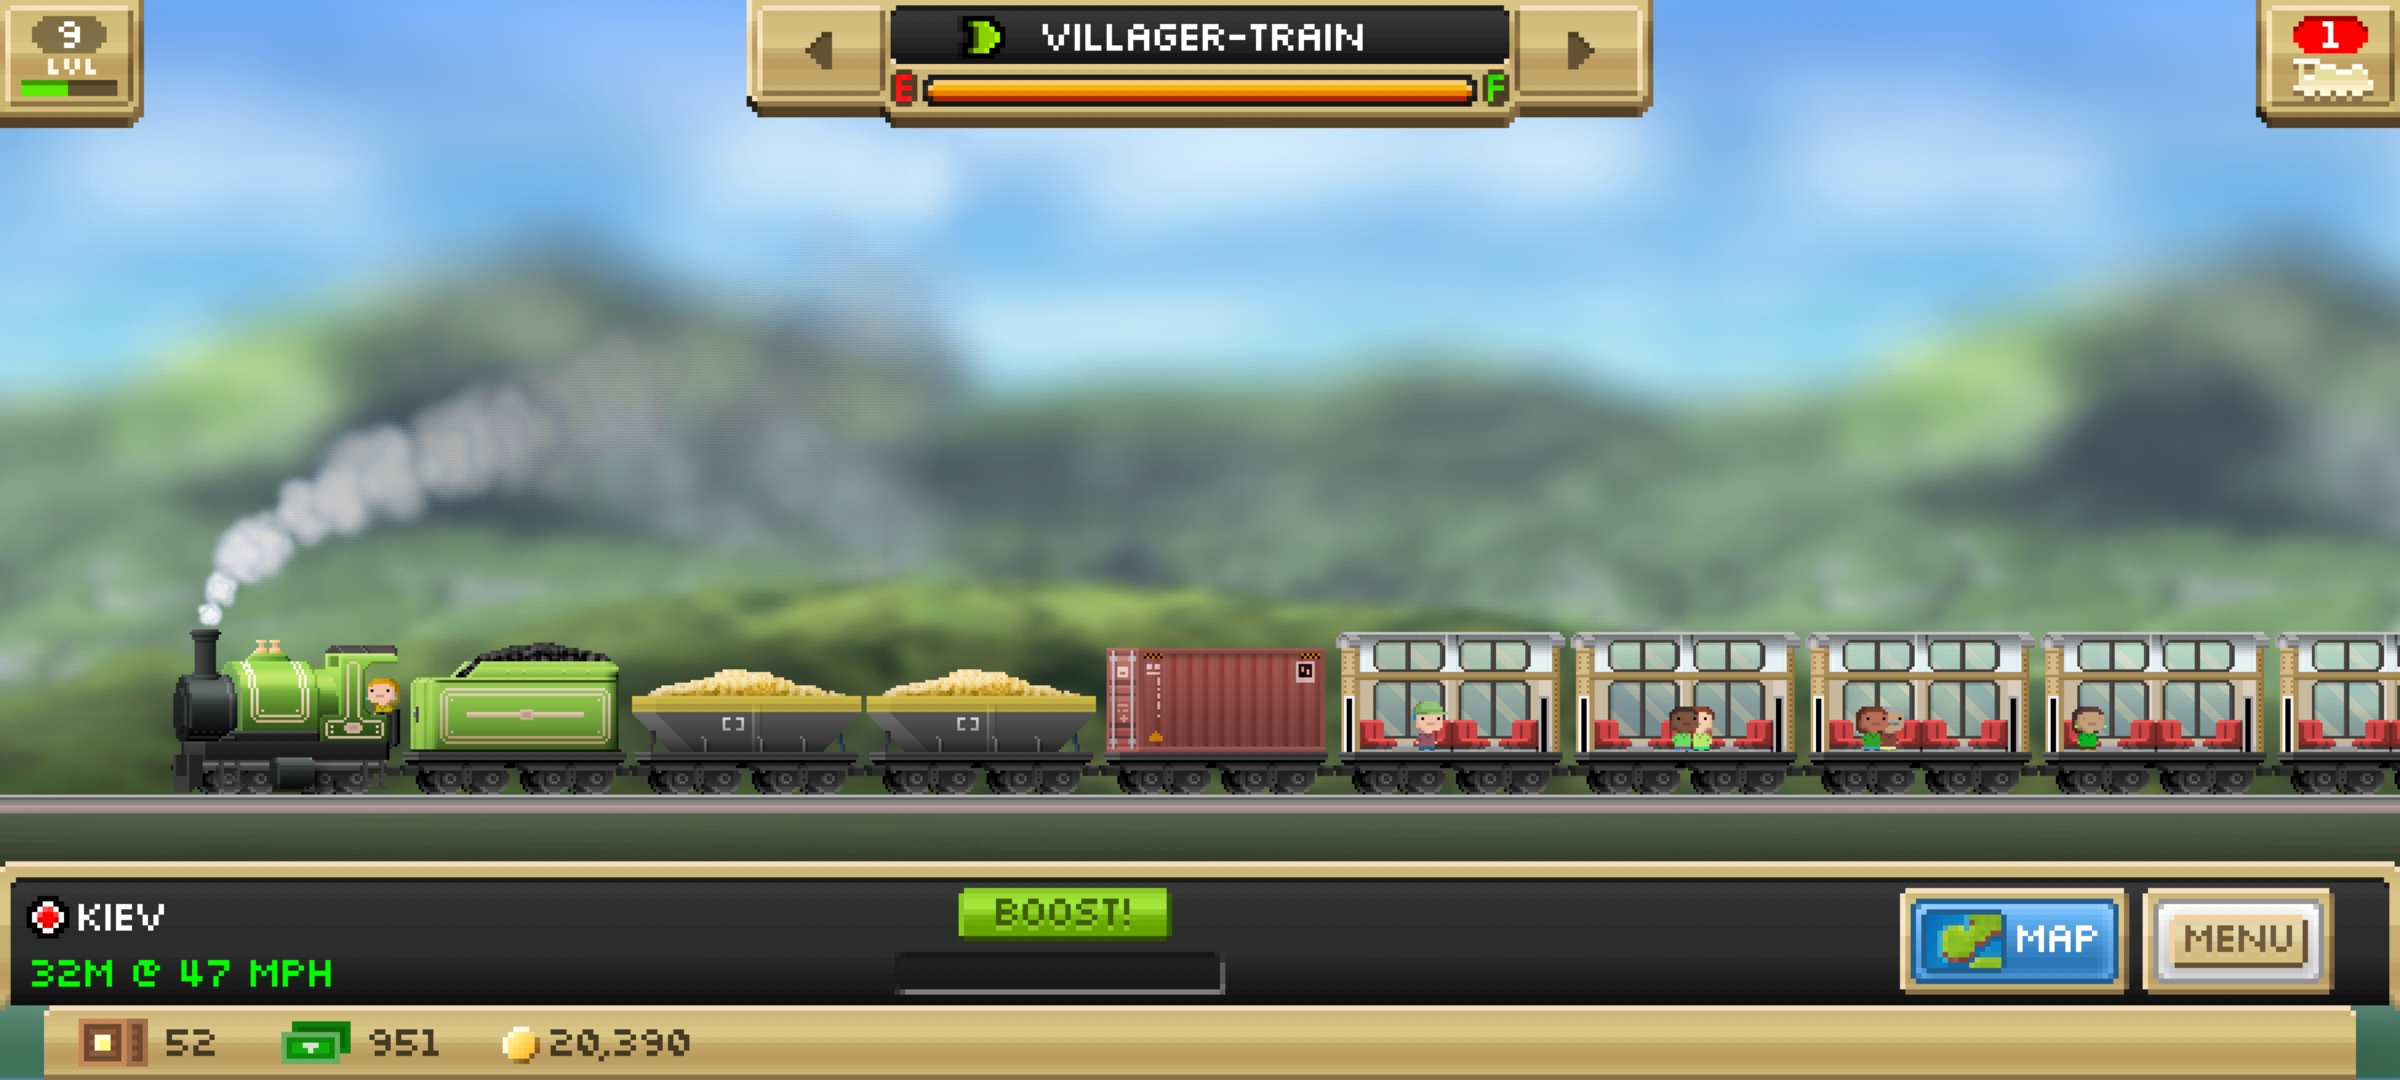 9
LVL
VILLAGER-TRAIN
E F
1
KIEV
32M @ 47 MPH
BOOST!
MAP
MENU
52
951
20,390